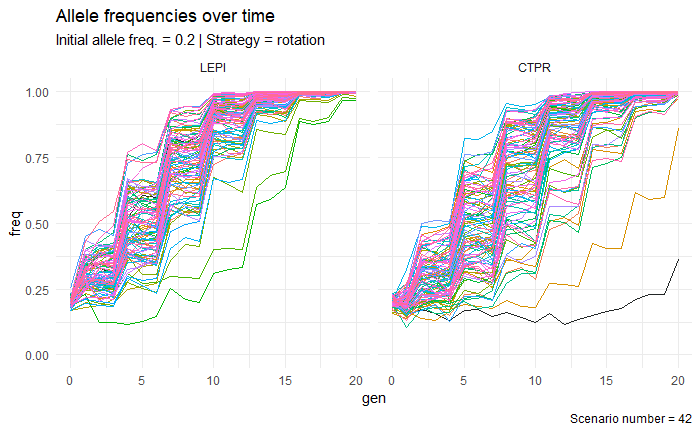 Allele frequencies over time
Initial allele freq. = 0.2 | Strategy = rotation
LEPI CTPR
1.00
0.75
0.50
0.25
0.00
freq
0 5 10 15 20 0 5 10 15 20
gen
Scenario number = 42